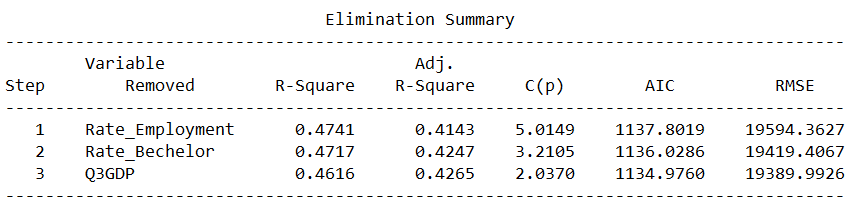 Elimination Summary
Variable Adj.
Step Removed R-Square R-Square C(p) AIC RMSE
1 Rate_Employment 0.4741 0.4143 5.0149 1137.8019 19594.3627
2 Rate_Bechelor 0.4717 0.4247 3.2105 1136.0286 19419.4067
3 Q3GDP 0.4616 0.4265 2.0370 1134.9760 19389.9926